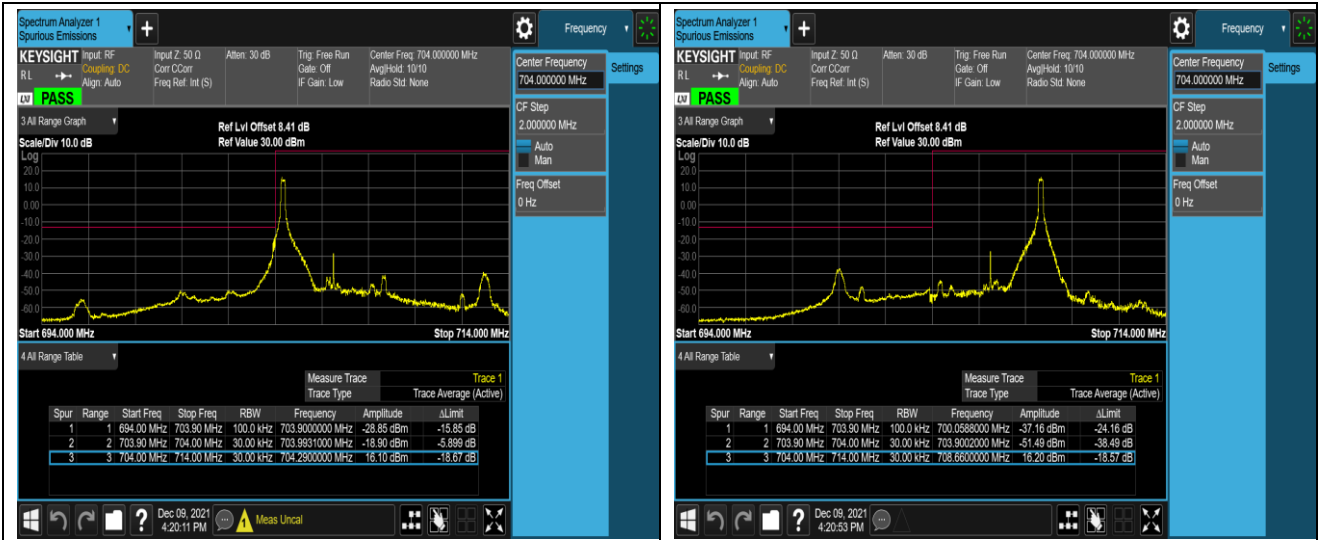 Spectrum Analyzer 1
Spurious Emissions
Frequency
KEYSIGHT
Input: RF
Coupling: DC
Align: Auto
Input Z: 50 Ω
Corr CCorr
Freq Ref: Int (S)
Atten: 30 dB
Trig: Free Run
Gate: Off
IF Gain: Low
Center Freq: 704.000000 MHz
Avg|Hold: 10/10
Radio Std: None
RL
LXI
PASS
Center Frequency
704.000000 MHz
Settings
CF Step
2.000000 MHz
Auto
Man
Freq Offset
0 Hz
3 All Range Graph
Ref Lvl Offset 8.41 dB
Scale/Div 10.0 dB
Ref Value 30.00 dBm
Log
20.0
10.0
0.00
-10.0
-20.0
-30.0
-40.0
-50.0
-60.0
Start 694.000 MHz
Stop 714.000 MHz
4 All Range Table
Measure Trace Trace 1
Trace Type Trace Average (Active)
Spur Range Start Freq Stop Freq RBW Frequency Amplitude ΔLimit
1 1 694.00 MHz 703.90 MHz 100.0 kHz 703.9000000 MHz -28.85 dBm -15.85 dB
2 2 703.90 MHz 704.00 MHz 30.00 kHz 703.9931000 MHz -18.90 dBm -5.899 dB
3 3 704.00 MHz 714.00 MHz 30.00 kHz 704.2900000 MHz 16.10 dBm -18.67 dB
?
Dec 09, 2021
4:20:11 PM
Meas Uncal
Spectrum Analyzer 1
Spurious Emissions
Frequency
KEYSIGHT
Input: RF
Coupling: DC
Align: Auto
Input Z: 50 Ω
Corr CCorr
Freq Ref: Int (S)
Atten: 30 dB
Trig: Free Run
Gate: Off
IF Gain: Low
Center Freq: 704.000000 MHz
Avg|Hold: 10/10
Radio Std: None
RL
LXI
PASS
Center Frequency
704.000000 MHz
Settings
CF Step
2.000000 MHz
Auto
Man
Freq Offset
0 Hz
3 All Range Graph
Ref Lvl Offset 8.41 dB
Scale/Div 10.0 dB
Ref Value 30.00 dBm
Log
20.0
10.0
0.00
-10.0
-20.0
-30.0
-40.0
-50.0
-60.0
Start 694.000 MHz
Stop 714.000 MHz
4 All Range Table
Measure Trace Trace 1
Trace Type Trace Average (Active)
Spur Range Start Freq Stop Freq RBW Frequency Amplitude ΔLimit
1 1 694.00 MHz 703.90 MHz 100.0 kHz 700.0588000 MHz -37.16 dBm -24.16 dB
2 2 703.90 MHz 704.00 MHz 30.00 kHz 703.9002000 MHz -51.49 dBm -38.49 dB
3 3 704.00 MHz 714.00 MHz 30.00 kHz 708.6600000 MHz 16.20 dBm -18.57 dB
?
Dec 09, 2021
4:20:53 PM